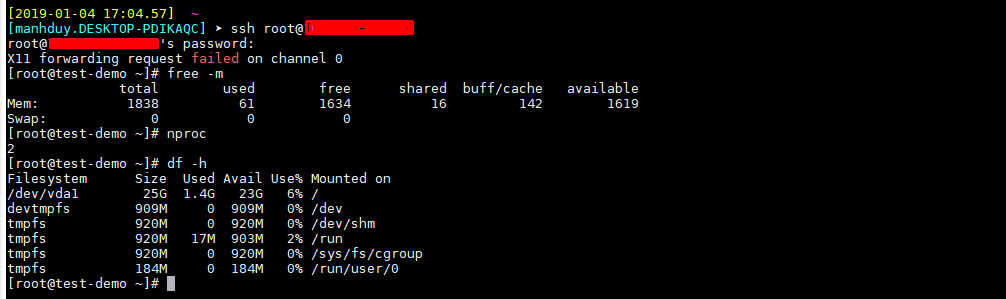 [2019-01-04 17:04.57]  ~
[manhduy.DESKTOP-PDIKAQC] ➤ ssh root@
root@'s password:
X11 forwarding request failed on channel 0
[root@test-demo ~]# free -m
              total        used        free      shared  buff/cache   available
Mem:           1838          61        1634          16         142        1619
Swap:             0           0           0
[root@test-demo ~]# nproc
2
[root@test-demo ~]# df -h
Filesystem      Size  Used Avail Use% Mounted on
/dev/vda1        25G  1.4G   23G   6% /
devtmpfs        909M     0  909M   0% /dev
tmpfs           920M     0  920M   0% /dev/shm
tmpfs           920M   17M  903M   2% /run
tmpfs           920M     0  920M   0% /sys/fs/cgroup
tmpfs           184M     0  184M   0% /run/user/0
[root@test-demo ~]#